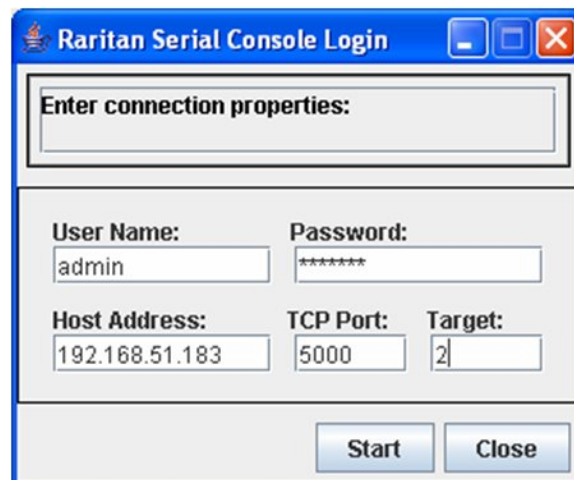 Raritan Serial Console Login
Enter connection properties:
User Name: Password:
admin *******
Host Address: TCP Port: Target:
192.168.51.183 5000 2
Start Close